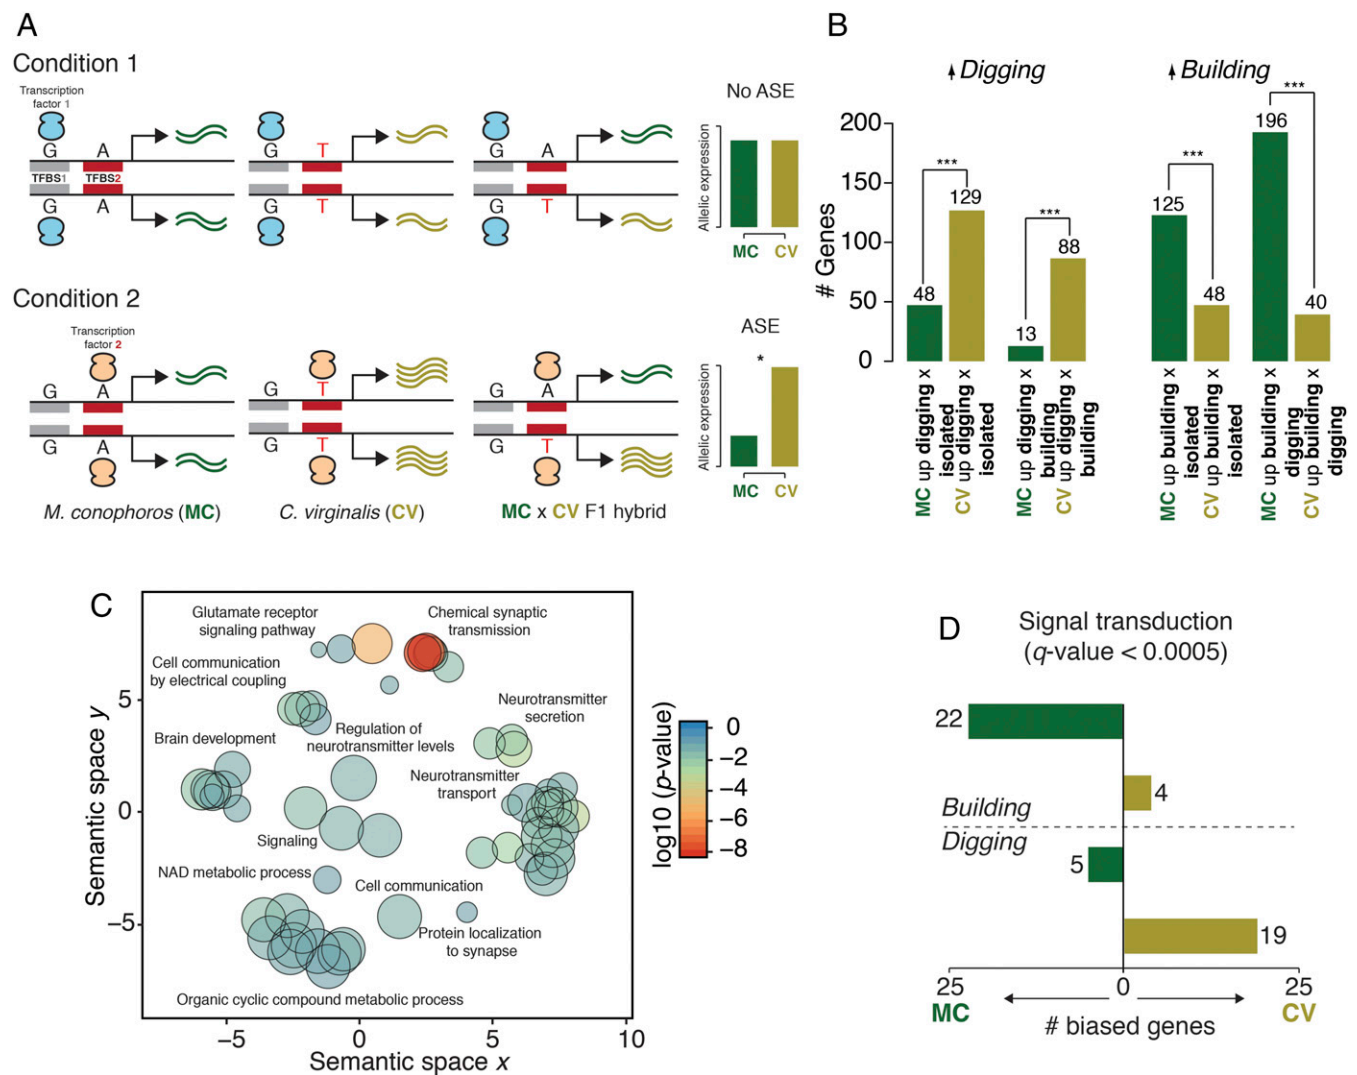 A
Condition 1
Transcription
factor 1
G A
TFBS1 TFBS2
G A
G T
G T
G A
G T
No ASE
Allelic expression
MC CV
Condition 2
Transcription
factor 2
G A
G A
G T
G T
G A
G T
ASE
*
Allelic expression
MC CV
M. conophoros (MC)
C. virginalis (CV)
MC x CV F1 hybrid
B
Digging
Building
# Genes
200
150
100
50
0
48
***
129
13
***
88
125
***
48
196
***
40
MC up digging x
isolated
CV up digging x
isolated
MC up digging x
building
CV up digging x
building
MC up building x
isolated
CV up building x
isolated
MC up building x
digging
CV up building x
digging
C
Glutamate receptor
signaling pathway
Chemical synaptic
transmission
Cell communication
by electrical coupling
Neurotransmitter
secretion
Brain development
Regulation of
neurotransmitter levels
Neurotransmitter
transport
Signaling
NAD metabolic process
Cell communication
Protein localization
to synapse
Organic cyclic compound metabolic process
Semantic space y
5
0
−5
−5 0 5 10
Semantic space x
log10 (p-value)
0
−2
−4
−6
−8
D
Signal transduction
(q-value < 0.0005)
22
4
Building
Digging
5
19
25 0 25
MC CV
# biased genes